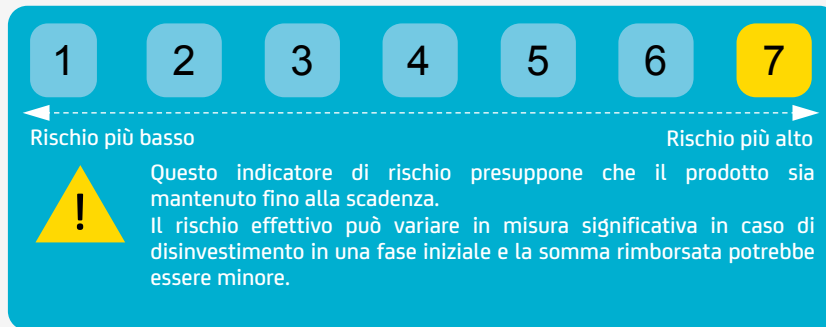 1 2 3 4 5 6 7
Rischio più basso Rischio più alto
!
Questo indicatore di rischio presuppone che il prodotto sia
mantenuto fino alla scadenza.
Il rischio effettivo può variare in misura significativa in caso di
disinvestimento in una fase iniziale e la somma rimborsata potrebbe
essere minore.